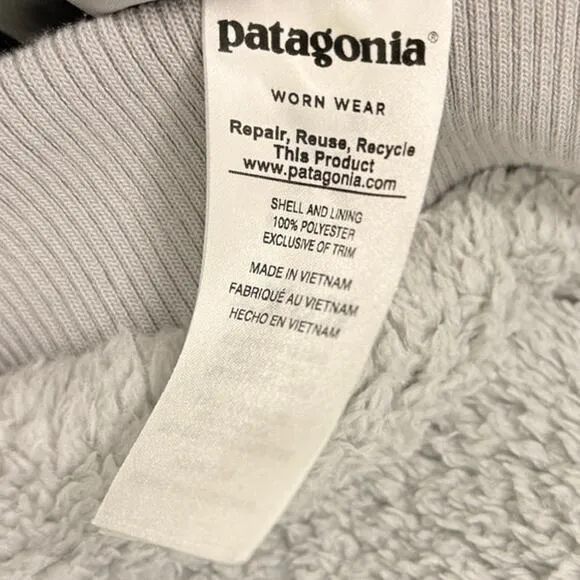 patagonia®
WORN WEAR
Repair, Reuse, Recycle
This Product
www.patagonia.com
SHELL AND LINING
100% POLYESTER
EXCLUSIVE OF TRIM
MADE IN VIETNAM
FABRIQUÉ AU VIETNAM
HECHO EN VIETNAM